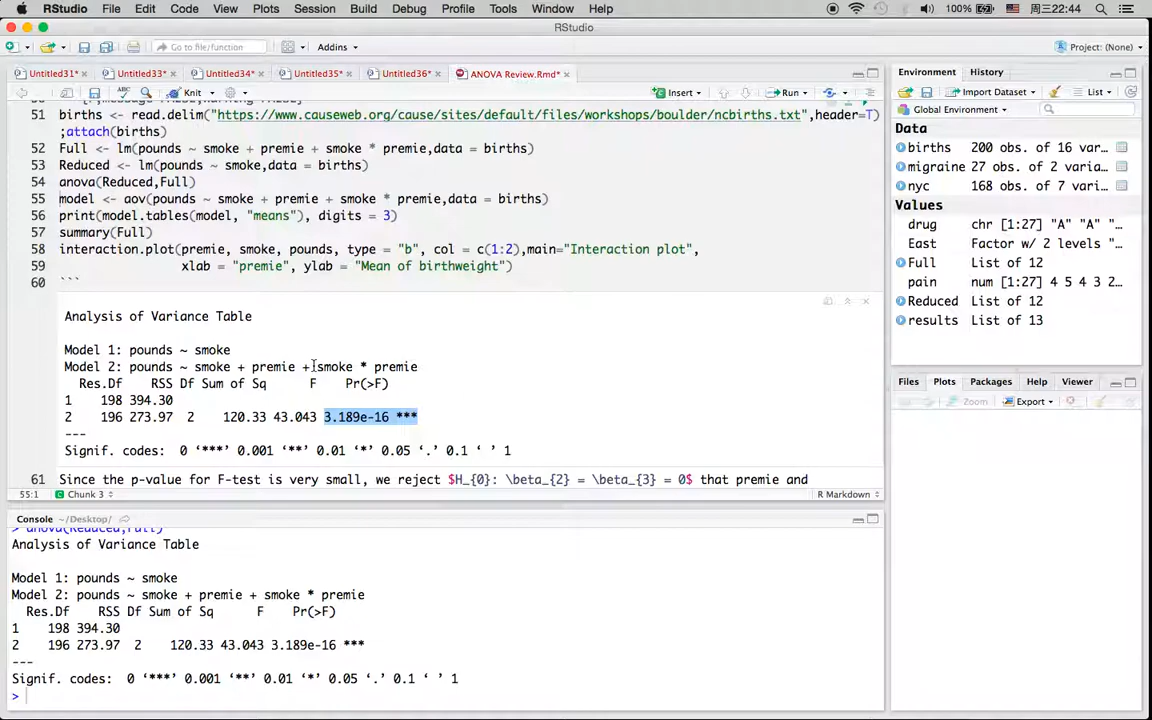 RStudio File Edit Code View Plots Session Build Debug Profile Tools Window Help 100% 周三22:44
RStudio
Go to file/function Addins Project: (None)
Untitled31* Untitled33* Untitled34* Untitled35* Untitled36* ANOVA Review.Rmd*
Knit Insert Run
51 births <- read.delim("https://www.causeweb.org/cause/sites/default/files/workshops/boulder/ncbirths.txt",header=T)
;attach(births)
52 Full <- lm(pounds ~ smoke + premie + smoke * premie,data = births)
53 Reduced <- lm(pounds ~ smoke,data = births)
54 anova(Reduced,Full)
55 model <- aov(pounds ~ smoke + premie + smoke * premie,data = births)
56 print(model.tables(model, "means"), digits = 3)
57 summary(Full)
58 interaction.plot(premie, smoke, pounds, type = "b", col = c(1:2),main="Interaction plot",
59 xlab = "premie", ylab = "Mean of birthweight")
60 ```
Analysis of Variance Table
Model 1: pounds ~ smoke
Model 2: pounds ~ smoke + premie + smoke * premie
Res.Df RSS Df Sum of Sq F Pr(>F)
1 198 394.30
2 196 273.97 2 120.33 43.043 3.189e-16 ***
---
Signif. codes: 0 ‘***’ 0.001 ‘**’ 0.01 ‘*’ 0.05 ‘.’ 0.1 ‘ ’ 1
61 Since the p-value for F-test is very small, we reject $H_{0}: \beta_{2} = \beta_{3} = 0$ that premie and
55:1 Chunk 3 R Markdown
Console ~/Desktop/
> anova(Reduced,Full)
Analysis of Variance Table
Model 1: pounds ~ smoke
Model 2: pounds ~ smoke + premie + smoke * premie
Res.Df RSS Df Sum of Sq F Pr(>F)
1 198 394.30
2 196 273.97 2 120.33 43.043 3.189e-16 ***
---
Signif. codes: 0 ‘***’ 0.001 ‘**’ 0.01 ‘*’ 0.05 ‘.’ 0.1 ‘ ’ 1
>
Environment History
Import Dataset List
Global Environment
Data
births 200 obs. of 16 var…
migraine 27 obs. of 2 varia…
nyc 168 obs. of 7 vari…
Values
drug chr [1:27] "A" "A" …
East Factor w/ 2 levels "…
Full List of 12
pain num [1:27] 4 5 4 3 2…
Reduced List of 12
results List of 13
Files Plots Packages Help Viewer
Zoom Export